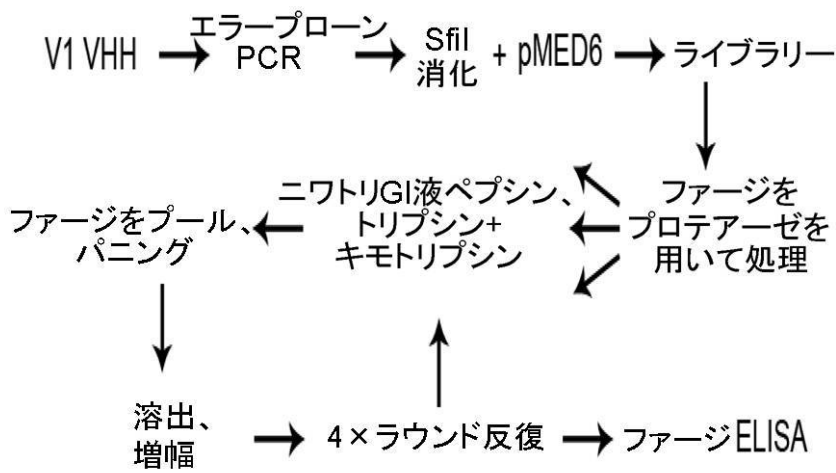 V1 VHH
エラープローン
PCR
SfiI
消化
+ pMED6
ライブラリー
ファージを
プロテアーゼを
用いて処理
ニワトリGI液ペプシン、
トリプシン+
キモトリプシン
ファージをプール、
パニング
溶出、
増幅
4×ラウンド反復
ファージELISA